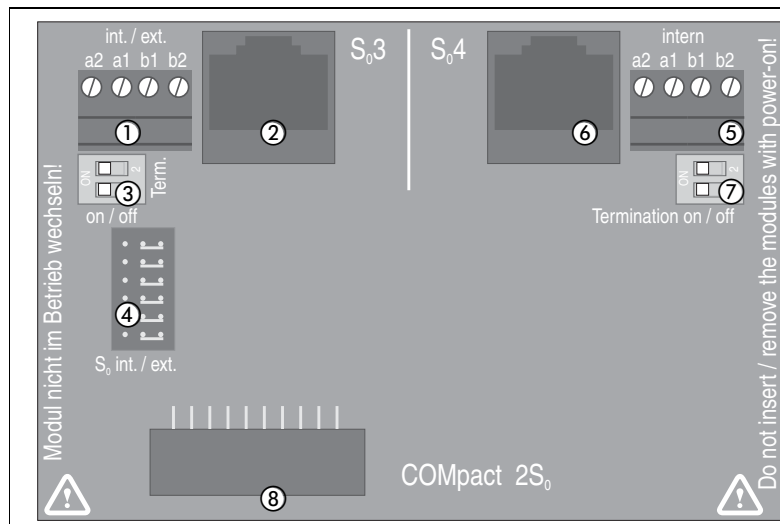 int. / ext.
a2 a1 b1 b2
1
2
S₀3
S₀4
intern
a2 a1 b1 b2
6
5
ON
2
3
Term.
on / off
ON
2
7
Termination on / off
4
S₀ int. / ext.
8
COMpact 2S₀
Modul nicht im Betrieb wechseln!
Do not insert / remove the modules with power-on!